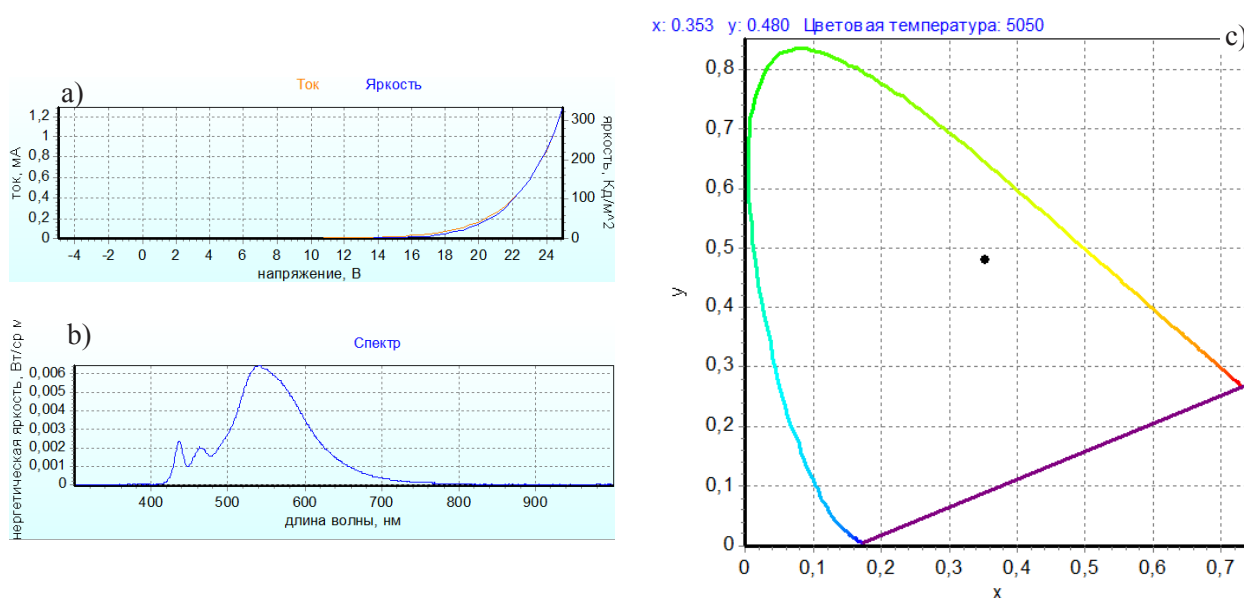 a)
Ток Яркость
ток, мА
1,2
1
0,8
0,6
0,4
0,2
0
300
200
100
0
яркость, Кд/м^2
-4 -2 0 2 4 6 8 10 12 14 16 18 20 22 24
напряжение, В
b)
Спектр
нергетическая яркость, Вт/ср м
0,006
0,005
0,004
0,003
0,002
0,001
0
400 500 600 700 800 900
длина волны, нм
x: 0.353 y: 0.480 Цветовая температура: 5050
c)
y
0,8
0,7
0,6
0,5
0,4
0,3
0,2
0,1
0
0 0,1 0,2 0,3 0,4 0,5 0,6 0,7
x